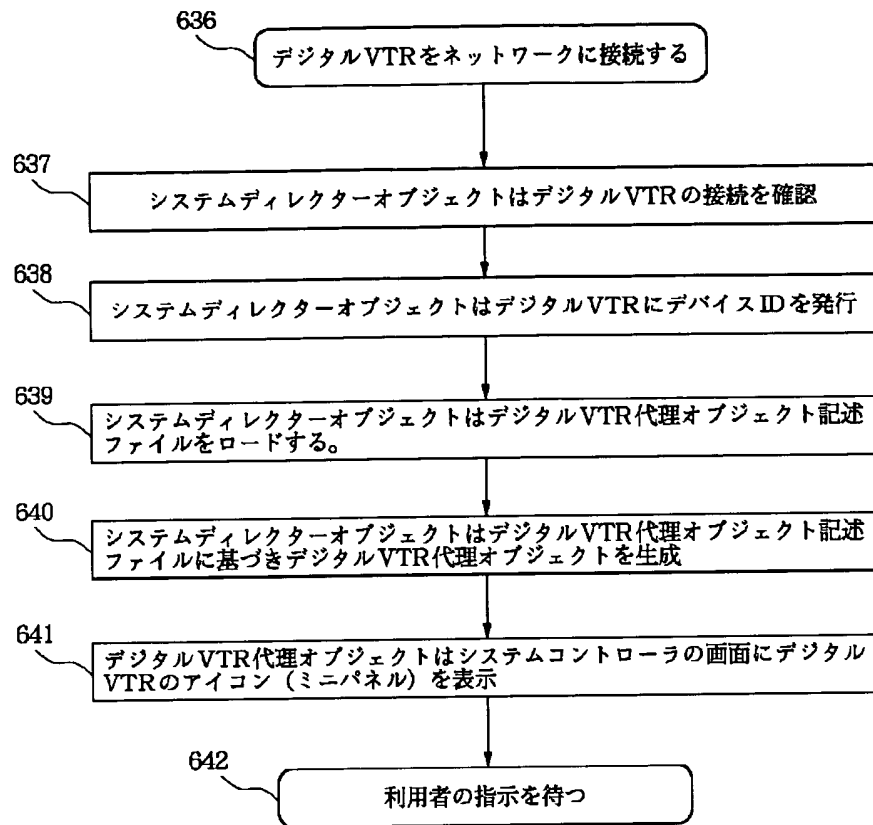 636
デジタルVTRをネットワークに接続する
637
システムディレクターオブジェクトはデジタルVTRの接続を確認
638
システムディレクターオブジェクトはデジタルVTRにデバイスIDを発行
639
システムディレクターオブジェクトはデジタルVTR代理オブジェクト記述
ファイルをロードする。
640
システムディレクターオブジェクトはデジタルVTR代理オブジェクト記述
ファイルに基づきデジタルVTR代理オブジェクトを生成
641
デジタルVTR代理オブジェクトはシステムコントローラの画面にデジタル
VTRのアイコン（ミニパネル）を表示
642
利用者の指示を待つ